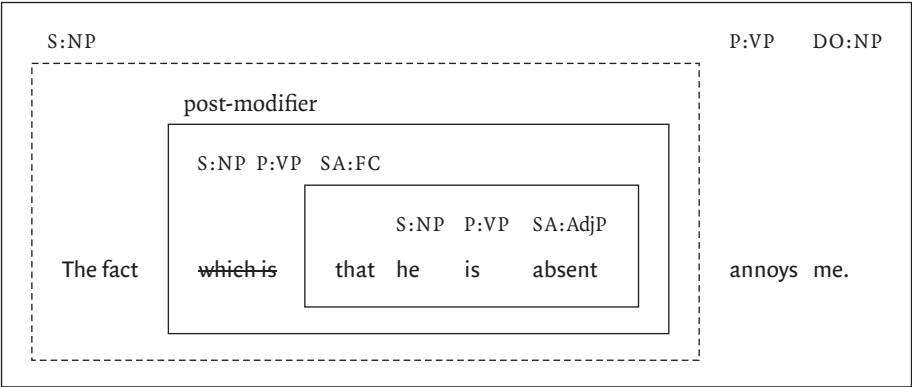 S:NP P:VP DO:NP
post-modifier
S:NP P:VP SA:FC
S:NP P:VP SA:AdjP
The fact which is that he is absent annoys me.